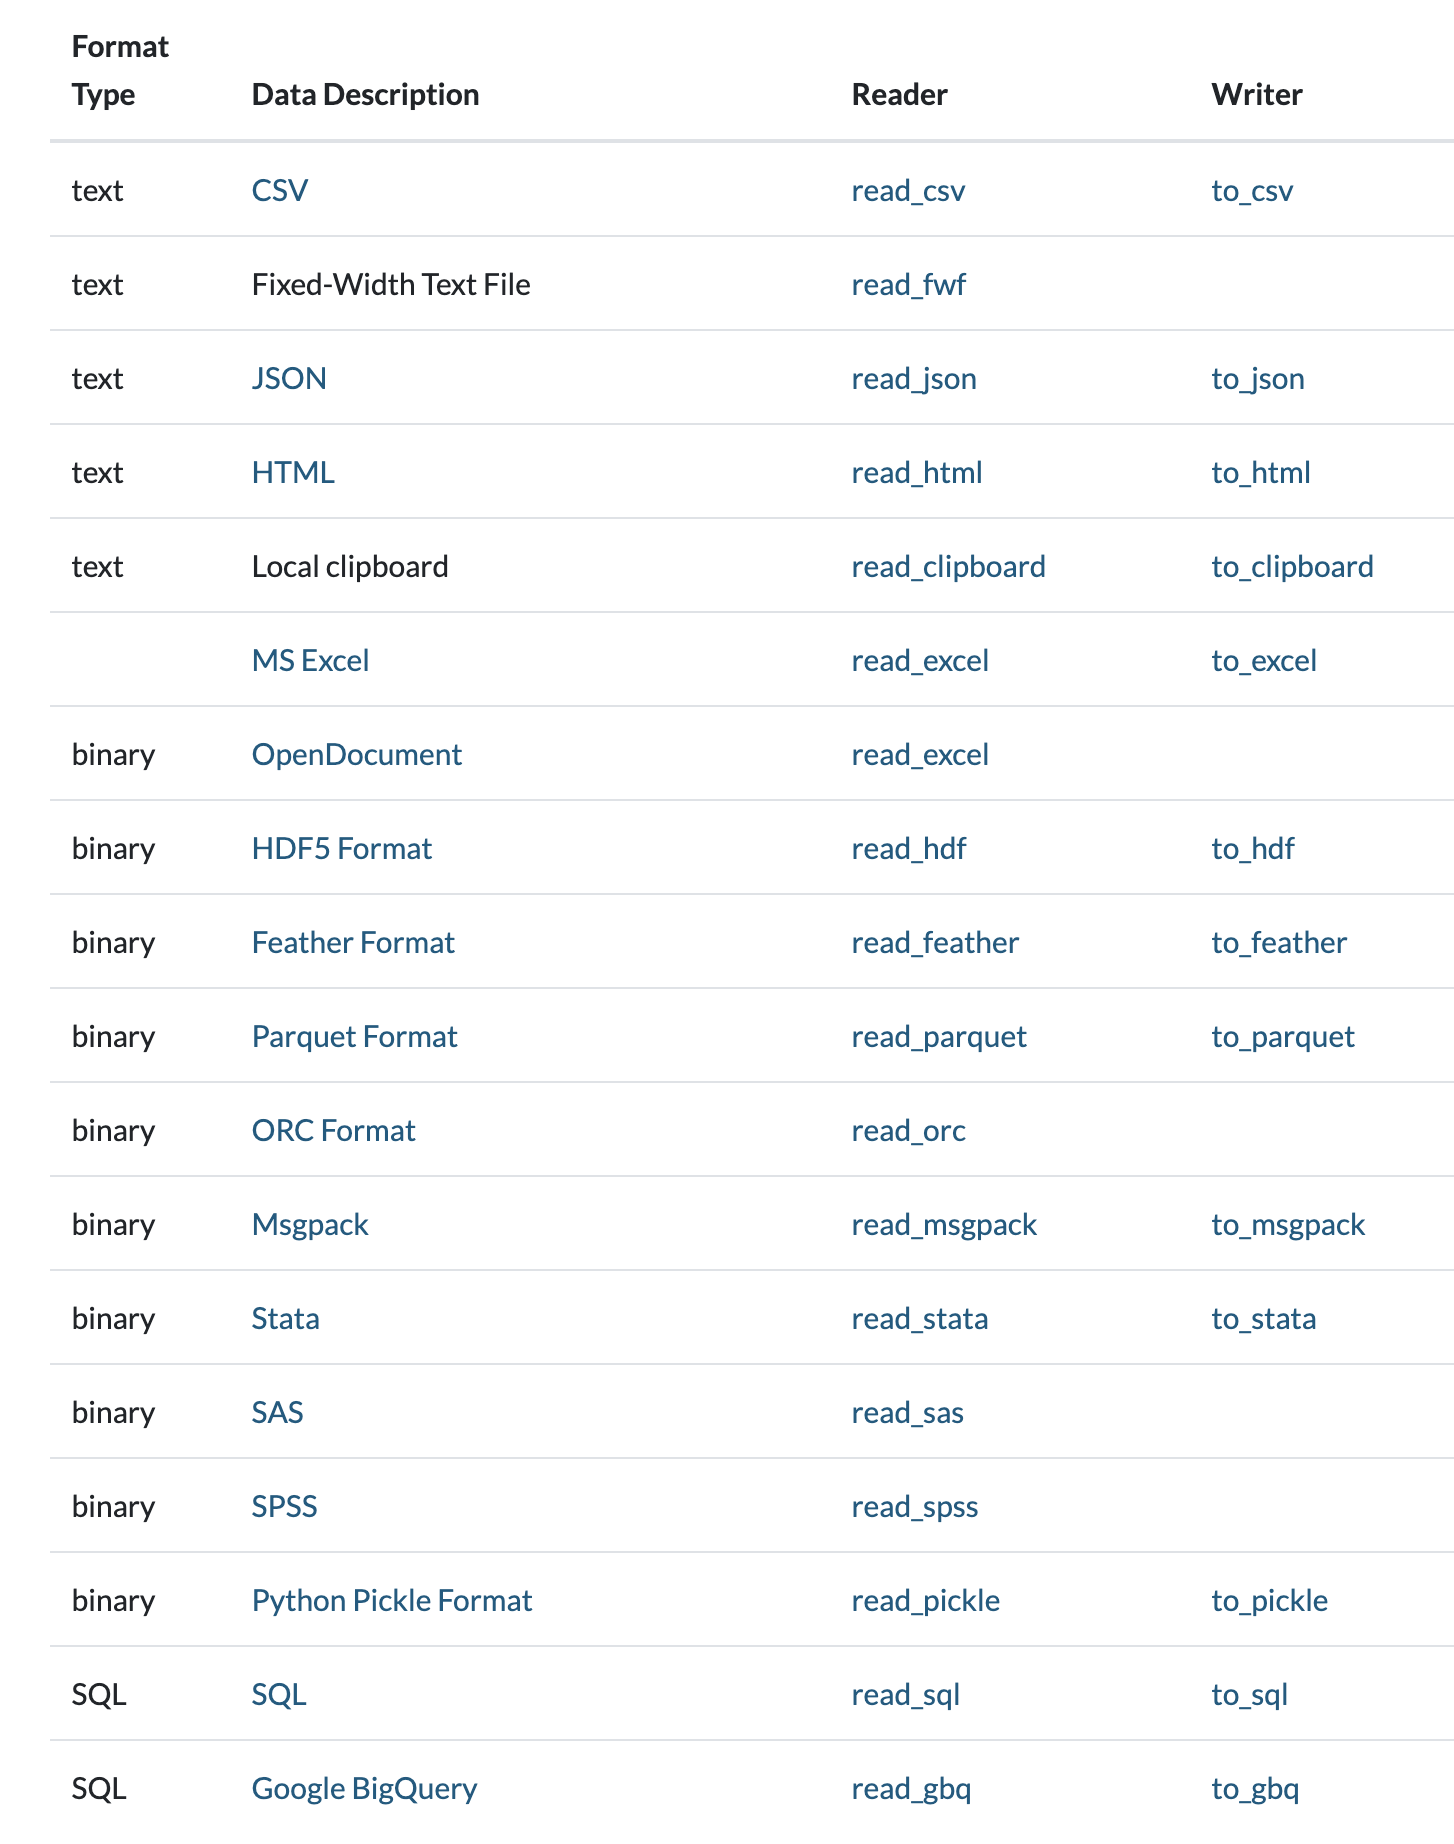 Format
Type Data Description Reader Writer
text CSV read_csv to_csv
text Fixed-Width Text File read_fwf
text JSON read_json to_json
text HTML read_html to_html
text Local clipboard read_clipboard to_clipboard
MS Excel read_excel to_excel
binary OpenDocument read_excel
binary HDF5 Format read_hdf to_hdf
binary Feather Format read_feather to_feather
binary Parquet Format read_parquet to_parquet
binary ORC Format read_orc
binary Msgpack read_msgpack to_msgpack
binary Stata read_stata to_stata
binary SAS read_sas
binary SPSS read_spss
binary Python Pickle Format read_pickle to_pickle
SQL SQL read_sql to_sql
SQL Google BigQuery read_gbq to_gbq